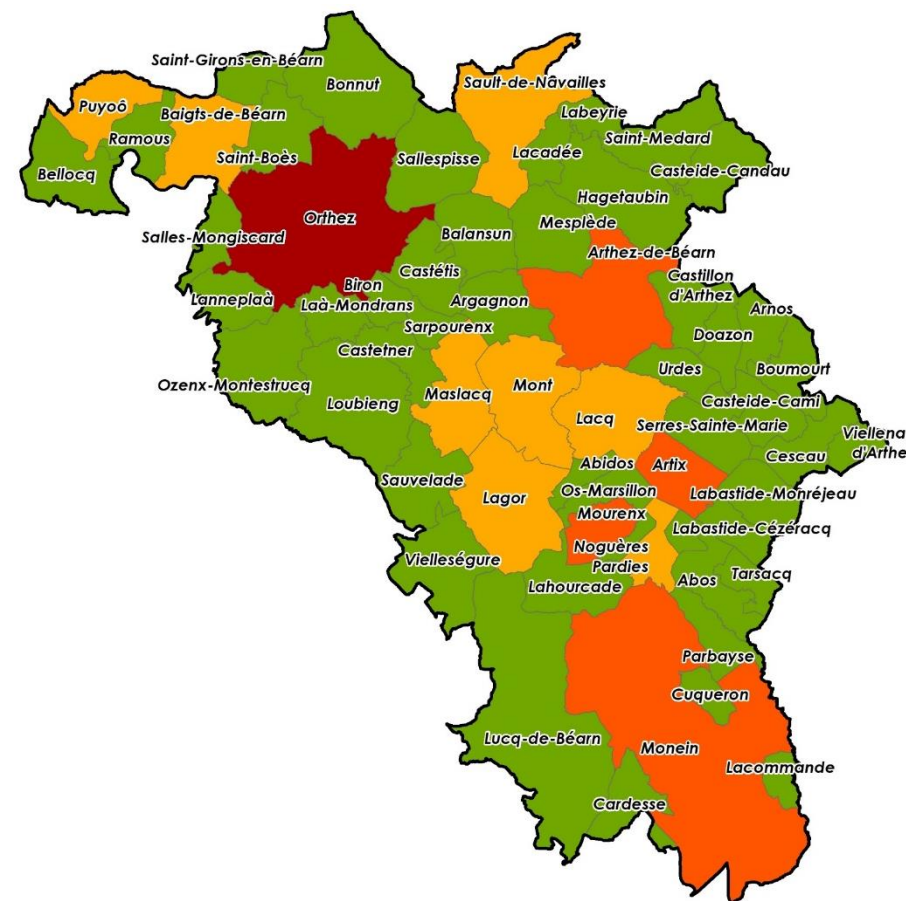 Saint-Girons-en-Béarn
Bonnut
Sault-de-Nâvailles
Puyoô
Baigts-de-Béarn
Labeyrie
Ramous
Saint-Medard
Saint-Boès
Sallespisse
Lacadée
Bellocq
Casteide-Candau
Hagetaubin
Orthez
Mesplède
Balansun
Salles-Mongiscard
Arthez-de-Béarn
Castétis
Castillon
d'Arthez
Biron
Lanneplaà
Laà-Mondrans
Argagnon
Arnos
Sarpourenx
Doazon
Castetner
Urdes
Boumourt
Ozenx-Montestrucq
Maslacq
Mont
Loubieng
Casteide-Cami
Lacq
Serres-Sainte-Marie
Viellena
d'Arthe
Cescau
Abidos
Artix
Sauvelade
Os-Marsillon
Labastide-Monréjeau
Lagor
Mourenx
Labastide-Cézéracq
Noguères
Vielleségure
Pardies
Tarsacq
Abos
Lahourcade
Parbayse
Cuqueron
Lucq-de-Béarn
Monein
Lacommande
Cardesse